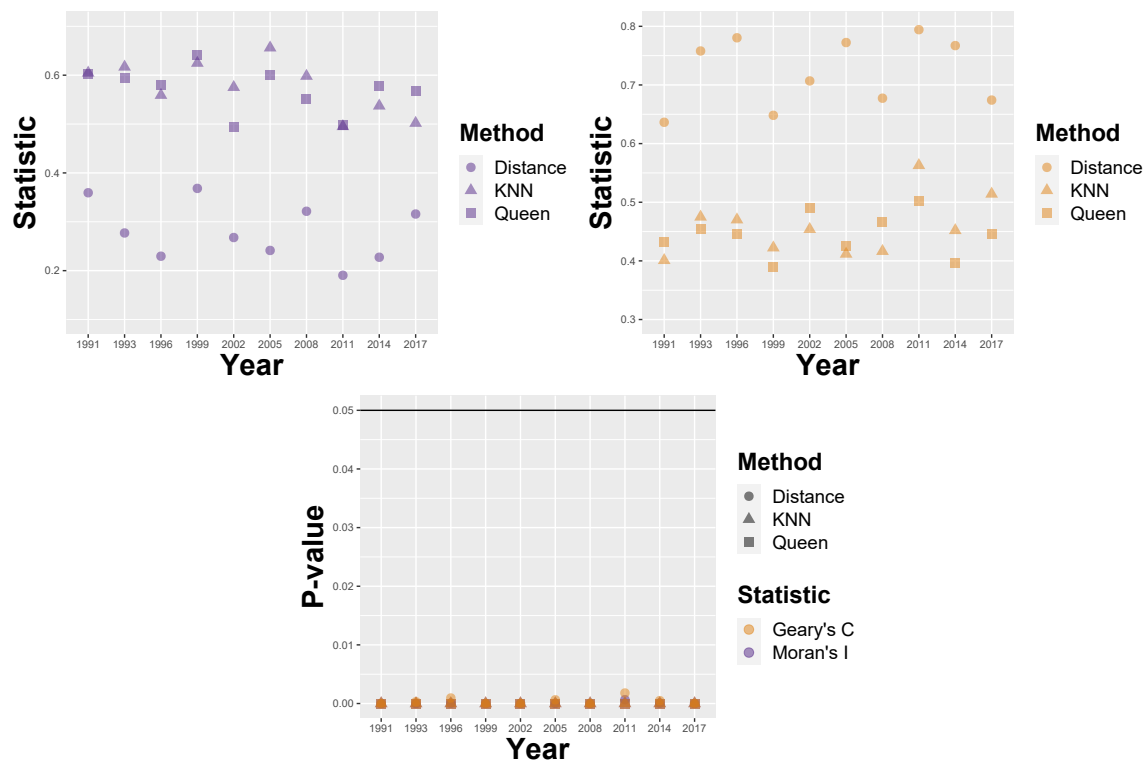 Statistic
0.6
0.4
0.2
1991 1993 1996 1999 2002 2005 2008 2011 2014 2017
Year
Method
Distance
KNN
Queen
Statistic
0.8
0.7
0.6
0.5
0.4
0.3
1991 1993 1996 1999 2002 2005 2008 2011 2014 2017
Year
Method
Distance
KNN
Queen
P-value
0.05
0.04
0.03
0.02
0.01
0.00
1991 1993 1996 1999 2002 2005 2008 2011 2014 2017
Year
Method
Distance
KNN
Queen
Statistic
Geary's C
Moran's I